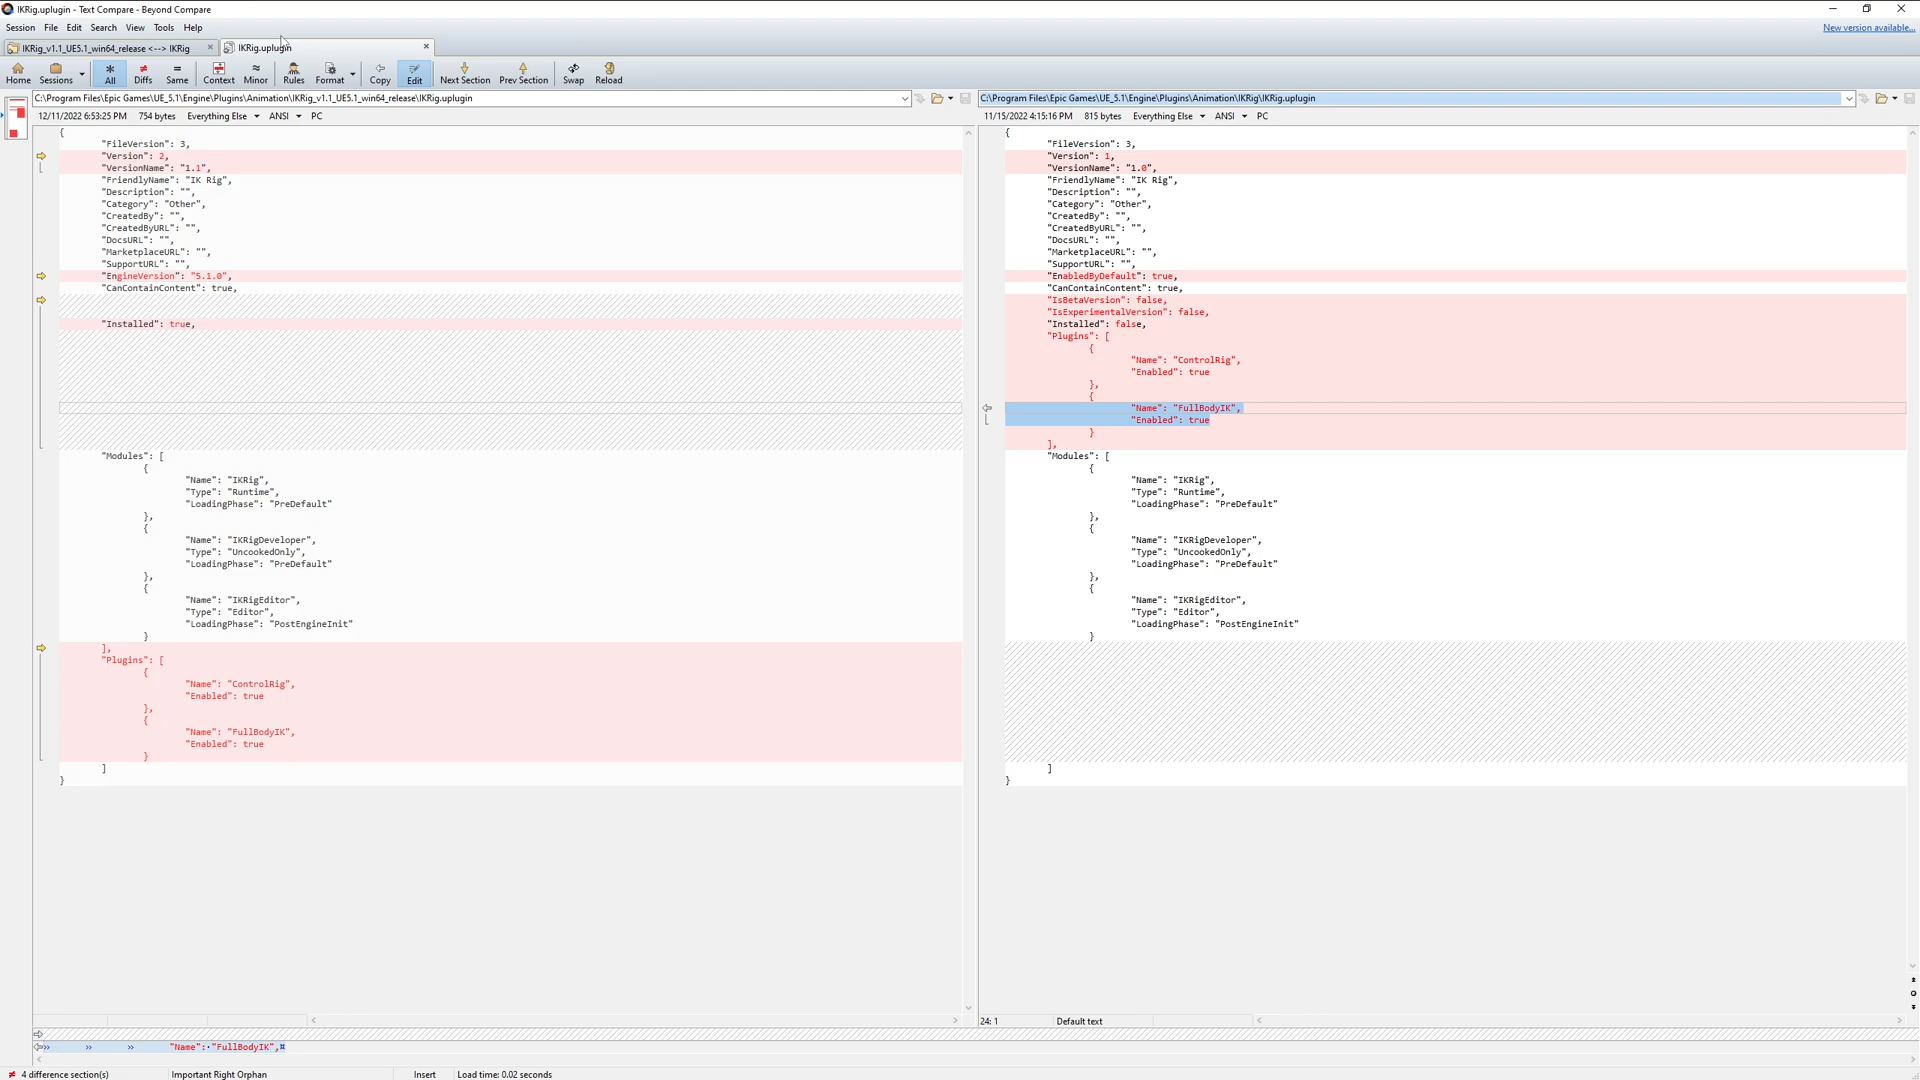 IKRig.uplugin - Text Compare - Beyond Compare
Session File Edit Search View Tools Help
New version available...
IKRig_v1.1_UE5.1_win64_release <--> IKRig
IKRig.uplugin
Home Sessions All Diffs Same Context Minor Rules Format Copy Edit Next Section Prev Section Swap Reload
C:\Program Files\Epic Games\UE_5.1\Engine\Plugins\Animation\IKRig_v1.1_UE5.1_win64_release\IKRig.uplugin
12/11/2022 6:53:25 PM 754 bytes Everything Else ANSI PC
{
"FileVersion": 3,
"Version": 2,
"VersionName": "1.1",
"FriendlyName": "IK Rig",
"Description": "",
"Category": "Other",
"CreatedBy": "",
"CreatedByURL": "",
"DocsURL": "",
"MarketplaceURL": "",
"SupportURL": "",
"EngineVersion": "5.1.0",
"CanContainContent": true,
"Installed": true,
"Modules": [
{
"Name": "IKRig",
"Type": "Runtime",
"LoadingPhase": "PreDefault"
},
{
"Name": "IKRigDeveloper",
"Type": "UncookedOnly",
"LoadingPhase": "PreDefault"
},
{
"Name": "IKRigEditor",
"Type": "Editor",
"LoadingPhase": "PostEngineInit"
}
],
"Plugins": [
{
"Name": "ControlRig",
"Enabled": true
},
{
"Name": "FullBodyIK",
"Enabled": true
}
]
}
C:\Program Files\Epic Games\UE_5.1\Engine\Plugins\Animation\IKRig\IKRig.uplugin
11/15/2022 4:15:16 PM 815 bytes Everything Else ANSI PC
{
"FileVersion": 3,
"Version": 1,
"VersionName": "1.0",
"FriendlyName": "IK Rig",
"Description": "",
"Category": "Other",
"CreatedBy": "",
"CreatedByURL": "",
"DocsURL": "",
"MarketplaceURL": "",
"SupportURL": "",
"EnabledByDefault": true,
"CanContainContent": true,
"IsBetaVersion": false,
"IsExperimentalVersion": false,
"Installed": false,
"Plugins": [
{
"Name": "ControlRig",
"Enabled": true
},
{
"Name": "FullBodyIK",
"Enabled": true
}
],
"Modules": [
{
"Name": "IKRig",
"Type": "Runtime",
"LoadingPhase": "PreDefault"
},
{
"Name": "IKRigDeveloper",
"Type": "UncookedOnly",
"LoadingPhase": "PreDefault"
},
{
"Name": "IKRigEditor",
"Type": "Editor",
"LoadingPhase": "PostEngineInit"
}
]
}
24: 1 Default text
» » » "Name":·"FullBodyIK",¤
4 difference section(s) Important Right Orphan Insert Load time: 0.02 seconds